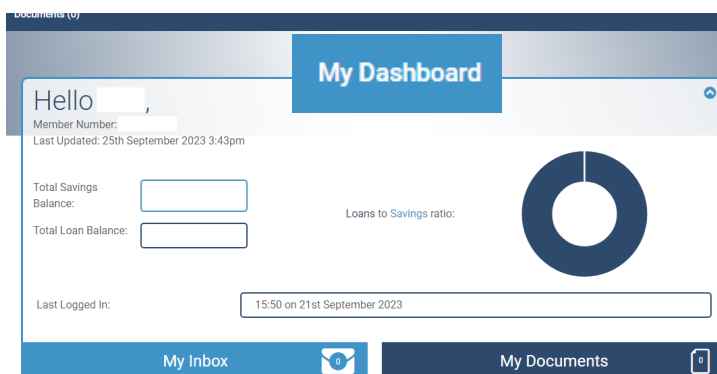 Documents (0)
My Dashboard
Hello ,
Member Number:
Last Updated: 25th September 2023 3:43pm
Total Savings
Balance:
Total Loan Balance:
Loans to Savings ratio:
Last Logged In:
15:50 on 21st September 2023
My Inbox
0
My Documents
0